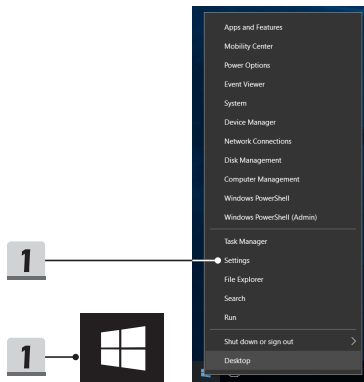 Apps and Features
Mobility Center
Power Options
Event Viewer
System
Device Manager
Network Connections
Disk Management
Computer Management
Windows PowerShell
Windows PowerShell (Admin)
Task Manager
1
Settings
File Explorer
Search
Run
Shut down or sign out
1
Desktop